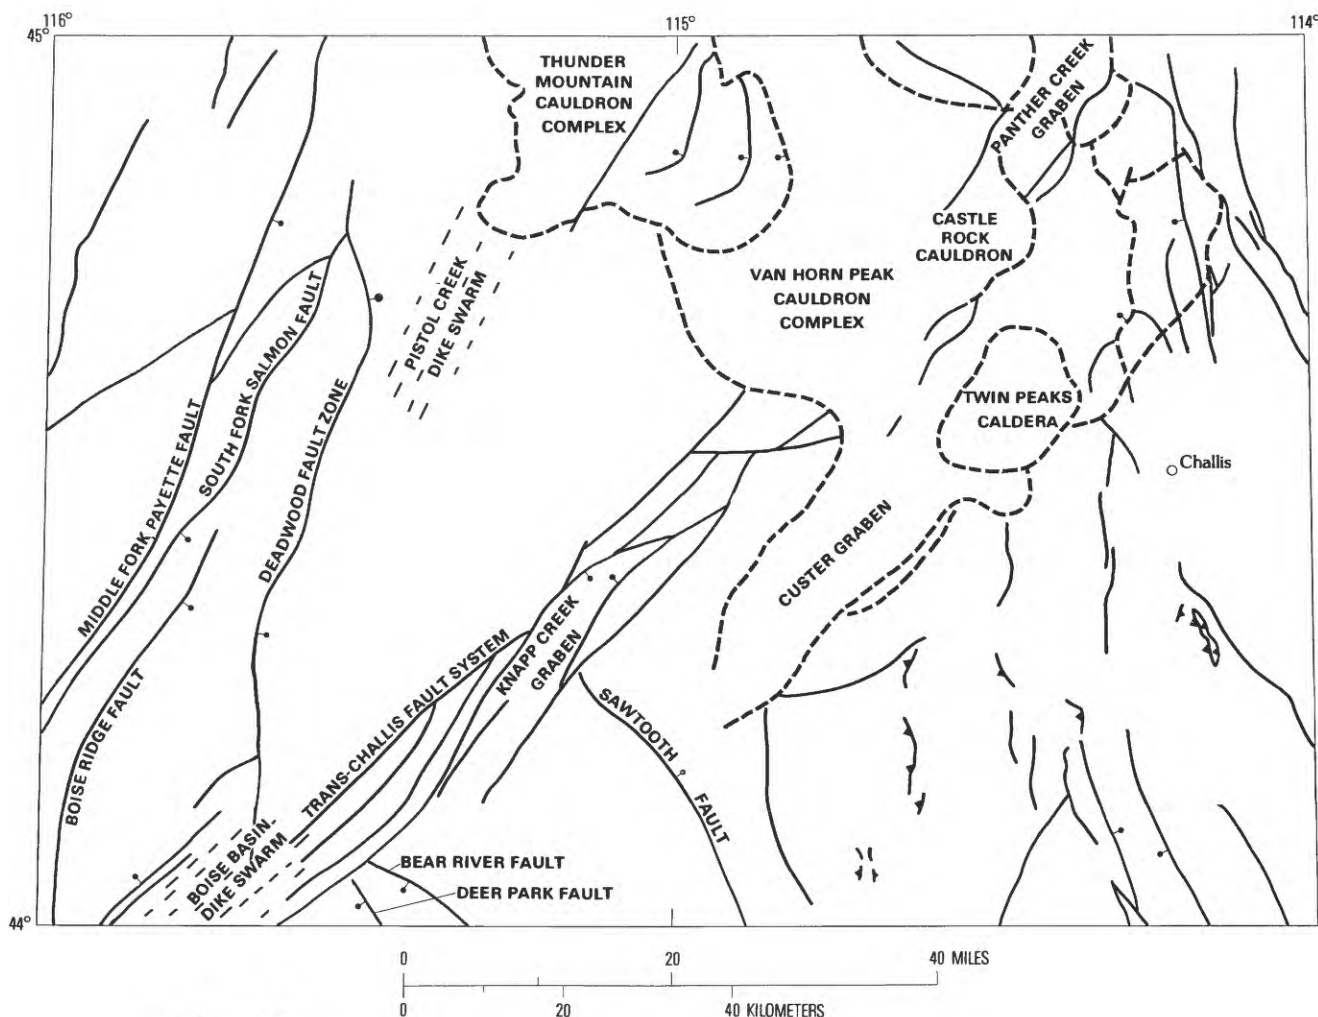 116°
115°
114°
45°
THUNDER
MOUNTAIN
CAULDRON
COMPLEX
PANTHER CREEK
GRABEN
CASTLE
ROCK
CAULDRON
PISTOL CREEK
DIKE SWARM
VAN HORN PEAK
CAULDRON
COMPLEX
MIDDLE FORK PAYETTE FAULT
SOUTH FORK SALMON FAULT
DEADWOOD FAULT ZONE
TWIN PEAKS
CALDERA
Challis
CUSTER GRABEN
BOISE RIDGE FAULT
TRANS-CHALLIS FAULT SYSTEM
KNAPP CREEK
GRABEN
SAWTOOTH FAULT
BOISE BASIN
DIKE SWARM
BEAR RIVER FAULT
DEER PARK FAULT
44°
0 20 40 MILES
0 20 40 KILOMETERS